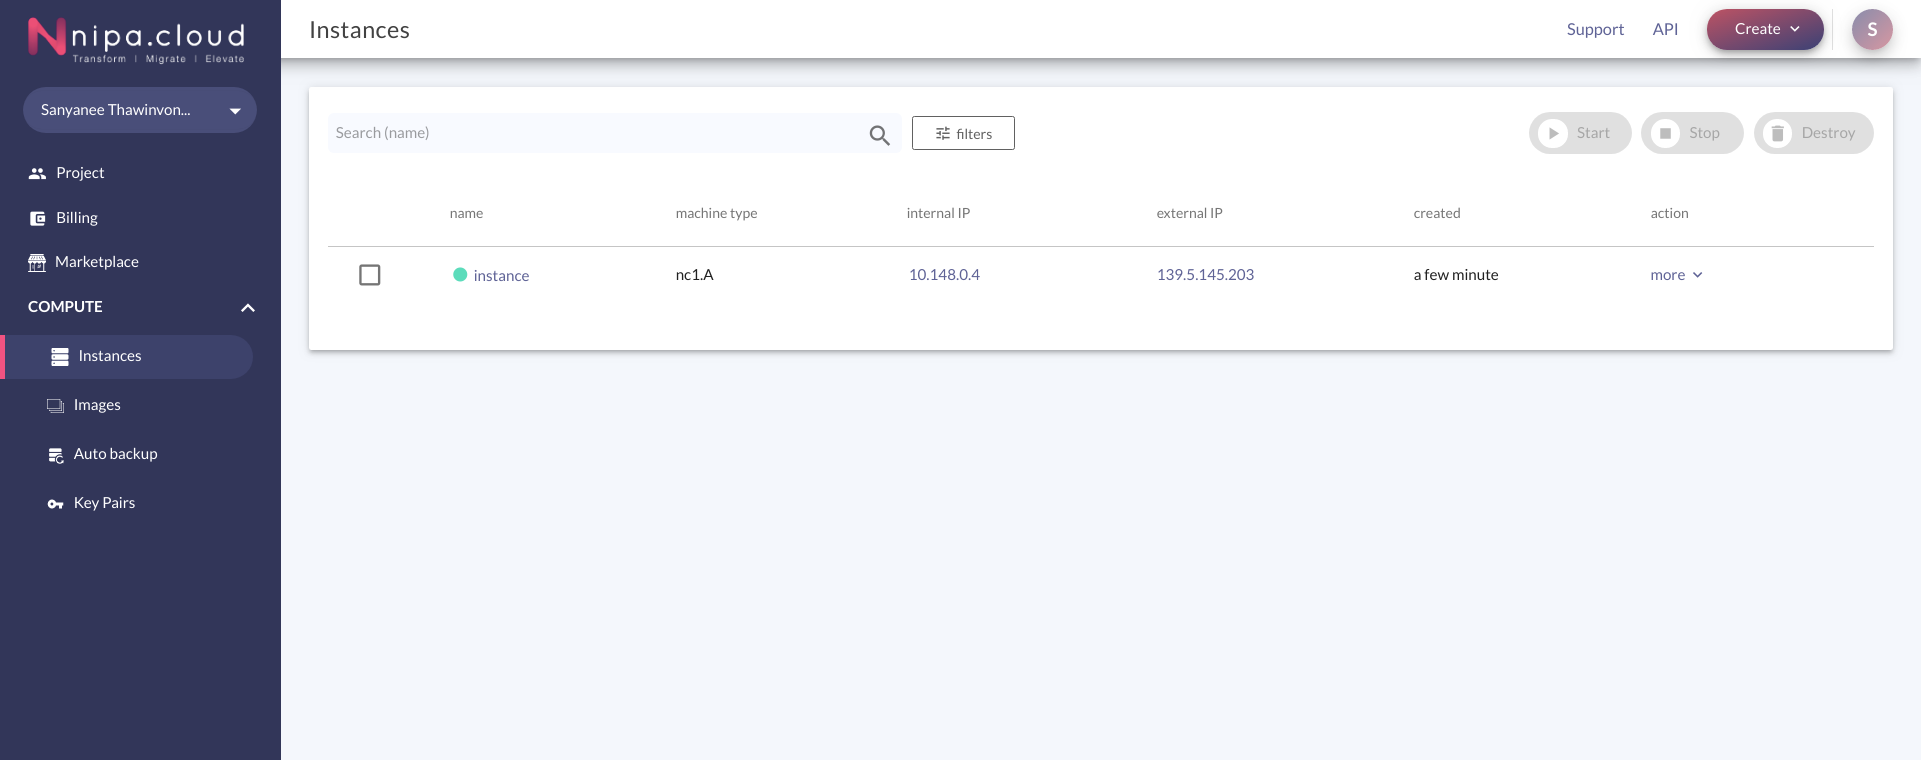 nipa.cloud
Transform | Migrate | Elevate
Sanyanee Thawinvon...
Project
Billing
Marketplace
COMPUTE
Instances
Images
Auto backup
Key Pairs
Instances
Support
API
Create
S
Search (name)
filters
Start
Stop
Destroy
name machine type internal IP external IP created action
instance nc1.A 10.148.0.4 139.5.145.203 a few minute more